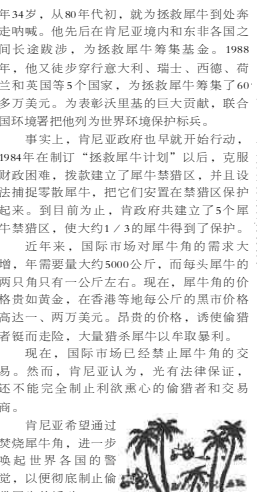 年34岁，从80年代初，就为拯救犀牛到处奔
走呐喊。他先后在肯尼亚境内和东非各国之
间长途跋涉，为拯救犀牛筹集基金。1988
年，他又徒步穿行意大利、瑞士、西德、荷
兰和英国等5个国家，为拯救犀牛筹集了60
多万美元。为表彰沃里基的巨大贡献，联合
国环境署把他列为世界环境保护标兵。
事实上，肯尼亚政府也早就开始行动，
1984年在制订“拯救犀牛计划”以后，克服
财政困难，拨款建立了犀牛禁猎区，并且设
法捕捉零散犀牛，把它们安置在禁猎区保护
起来。到目前为止，肯政府共建立了5个犀
牛禁猎区，使大约1/3的犀牛得到了保护。
近年来，国际市场对犀牛角的需求大
增，年需要量大约5000公斤，而每头犀牛的
两只角只有一公斤左右。现在，犀牛角的价
格贵如黄金，在香港等地每公斤的黑市价格
高达一、两万美元。昂贵的价格，诱使偷猎
者铤而走险，大量猎杀犀牛以牟取暴利。
现在，国际市场已经禁止犀牛角的交
易。然而，肯尼亚认为，光有法律保证，
还不能完全制止利欲熏心的偷猎者和交易
商。
肯尼亚希望通过
焚烧犀牛角，进一步
唤起世界各国的警
觉，以便彻底制止偷